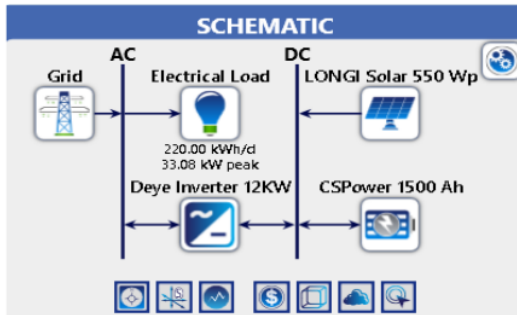 SCHEMATIC
AC DC
Grid Electrical Load LONGI Solar 550 Wp
220.00 kWh/d
33.08 kW peak
Deye Inverter 12KW CSPower 1500 Ah